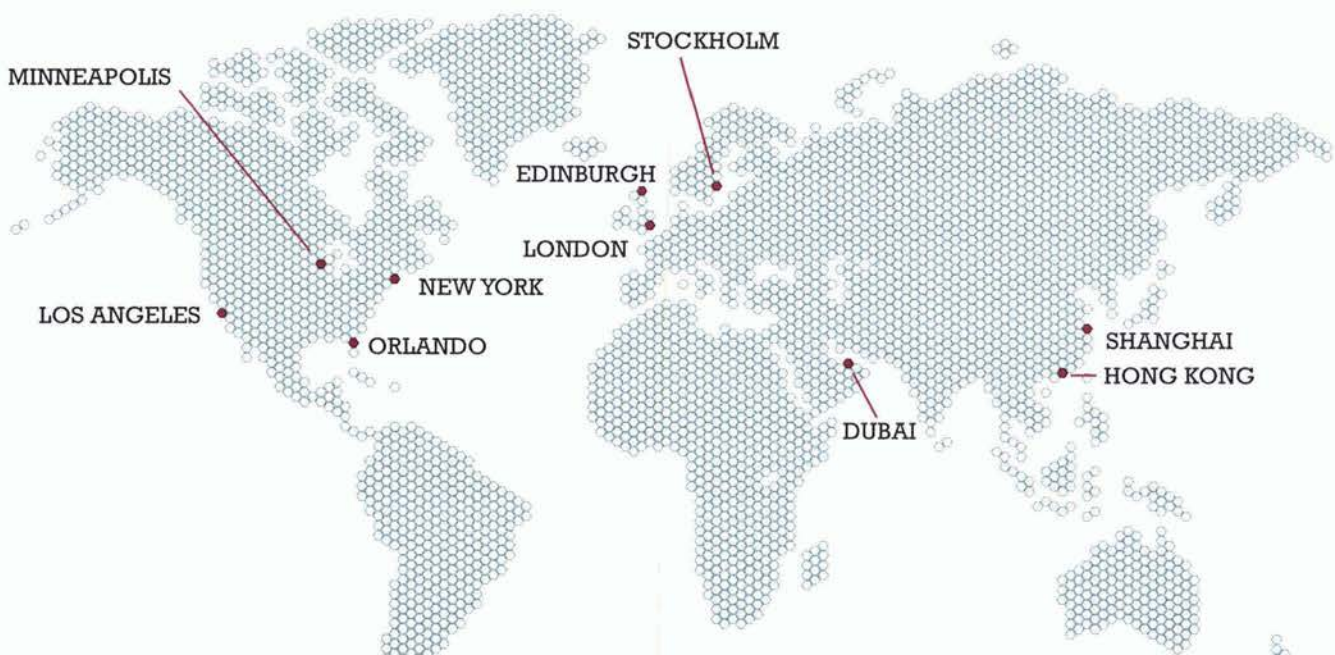 STOCKHOLM
MINNEAPOLIS
EDINBURGH
LONDON
NEW YORK
LOS ANGELES
ORLANDO
SHANGHAI
HONG KONG
DUBAI